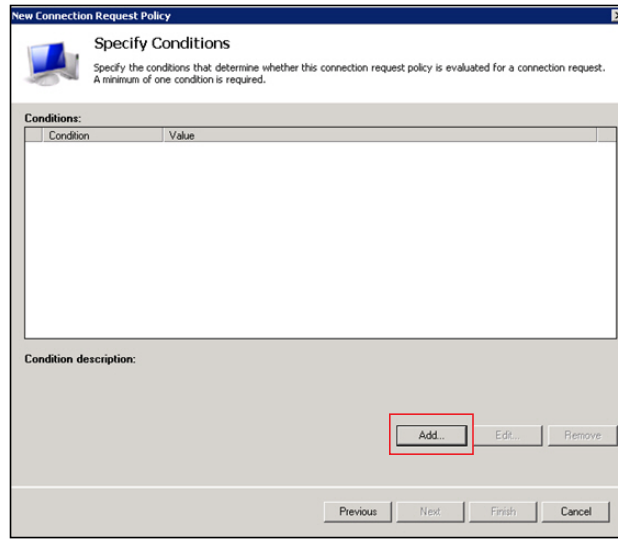 New Connection Request Policy
Specify Conditions
Specify the conditions that determine whether this connection request policy is evaluated for a connection request.
A minimum of one condition is required.
Conditions:
Condition Value
Condition description:
Add... Edit... Remove
Previous Next Finish Cancel